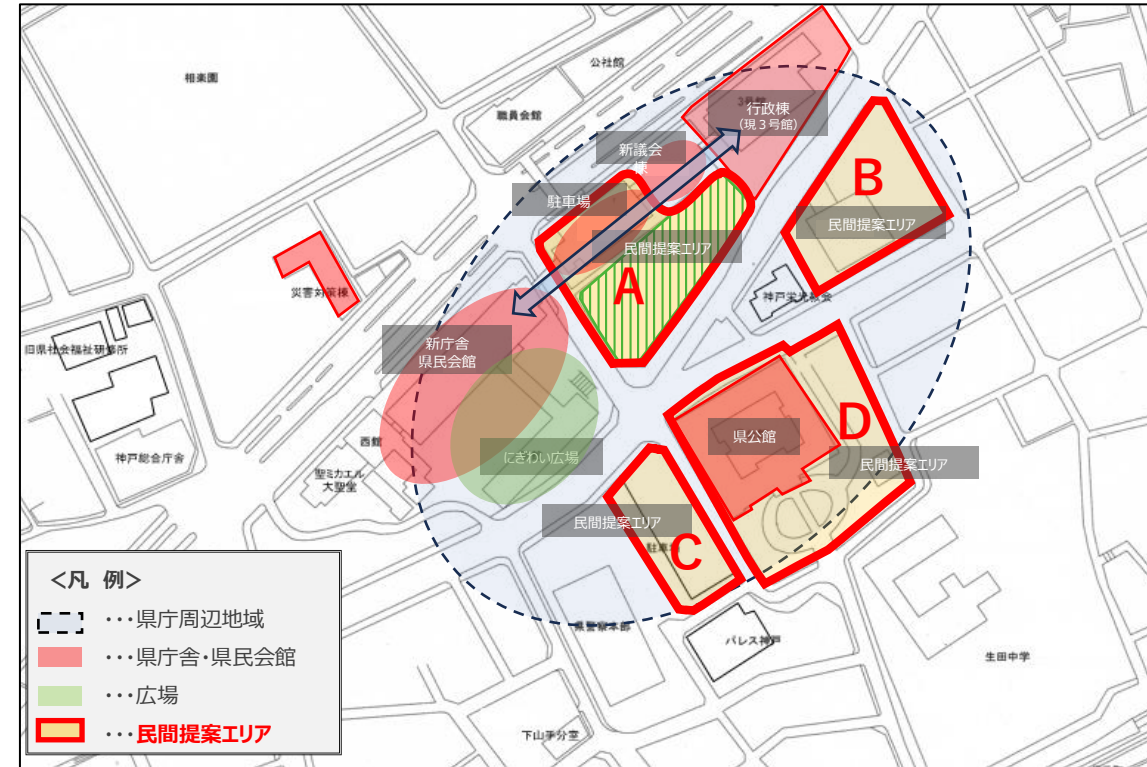 公社館
相楽園
3号館
行政棟
(現3号館)
職員会館
新議会
棟
B
駐車場
民間提案エリア
民間提案エリア
A
災害対策棟
神戸栄光教会
新庁舎
県民会館
旧県社会福祉研修所
D
県公館
西館
にぎわい広場
神戸総合庁舎
民間提案エリア
聖ミカエル
大聖堂
民間提案エリア
駐車場
C
<凡 例>
・・・県庁周辺地域
県警察本部
パレス神戸
・・・県庁舎・県民会館
生田中学
・・・広場
・・・民間提案エリア
下山手分室